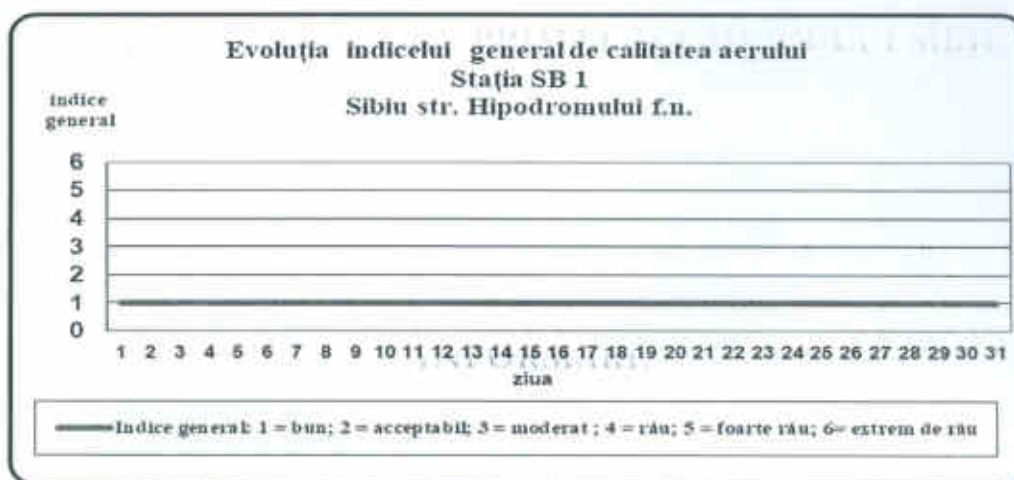 Evoluţia indicelui general de calitatea aerului
Staţia SB 1
Sibiu str. Hipodromului f.n.
indice
general
6
5
4
3
2
1
0
1 2 3 4 5 6 7 8 9 10 11 12 13 14 15 16 17 18 19 20 21 22 23 24 25 26 27 28 29 30 31
ziua
Indice general: 1 = bun; 2 = acceptabil; 3 = moderat ; 4 = rău; 5 = foarte rău; 6= extrem de rău